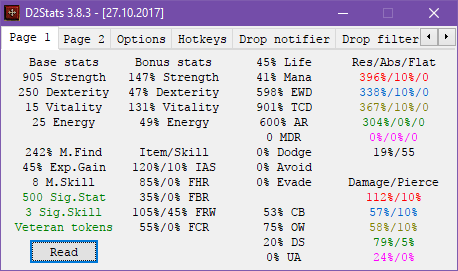 D2Stats 3.8.3 - [27.10.2017]
Page 1 Page 2 Options Hotkeys Drop notifier Drop filter
Base stats Bonus stats 45% Life Res/Abs/Flat
905 Strength 147% Strength 41% Mana 396%/10%/0
250 Dexterity 47% Dexterity 598% EWD 338%/10%/0
15 Vitality 131% Vitality 901% TCD 367%/10%/0
25 Energy 49% Energy 600% AR 304%/0%/0
0 MDR 0%/0%/0
242% M.Find Item/Skill 0% Dodge 19%/55
45% Exp.Gain 120%/10% IAS 0% Avoid
8 M.Skill 85%/0% FHR 0% Evade Damage/Pierce
500 Sig.Stat 35%/0% FBR 112%/10%
3 Sig.Skill 105%/45% FRW 53% CB 57%/10%
Veteran tokens 55%/0% FCR 75% OW 58%/10%
20% DS 79%/5%
Read 0% UA 24%/0%